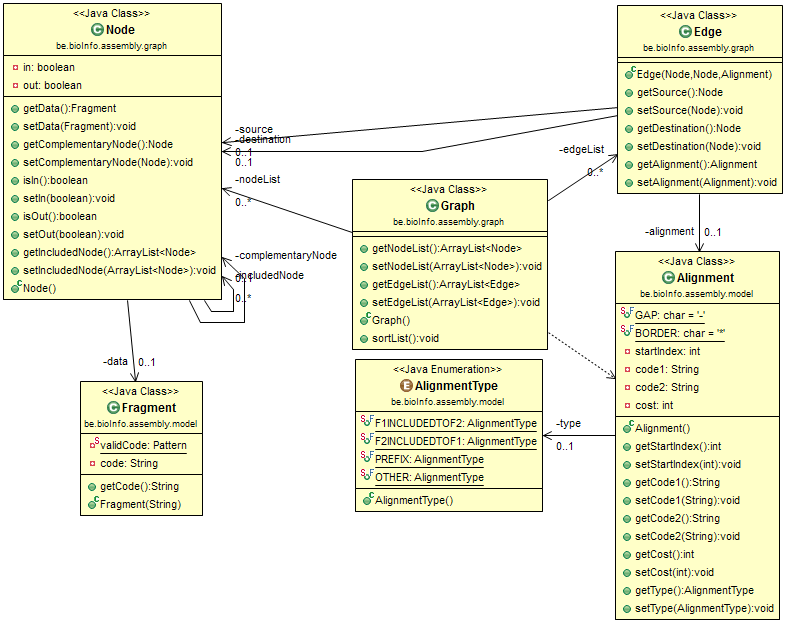 <<Java Class>>
Node
be.bioInfo.assembly.graph
in: boolean
out: boolean
getData():Fragment
setData(Fragment):void
getComplementaryNode():Node
setComplementaryNode(Node):void
isIn():boolean
setIn(boolean):void
isOut():boolean
setOut(boolean):void
getIncludedNode():ArrayList<Node>
setIncludedNode(ArrayList<Node>):void
Node()
<<Java Class>>
Edge
be.bioInfo.assembly.graph
Edge(Node,Node,Alignment)
getSource():Node
setSource(Node):void
getDestination():Node
setDestination(Node):void
getAlignment():Alignment
setAlignment(Alignment):void
-source
-destination
0..1
0..1
-nodeList
0..*
-edgeList
0..*
<<Java Class>>
Graph
be.bioInfo.assembly.graph
getNodeList():ArrayList<Node>
setNodeList(ArrayList<Node>):void
getEdgeList():ArrayList<Edge>
setEdgeList(ArrayList<Edge>):void
Graph()
sortList():void
-complementaryNode
-includedNode
0..1
0..*
-alignment
0..1
<<Java Class>>
Alignment
be.bioInfo.assembly.model
GAP: char = '-'
BORDER: char = '*'
startIndex: int
code1: String
code2: String
cost: int
Alignment()
getStartIndex():int
setStartIndex(int):void
getCode1():String
setCode1(String):void
getCode2():String
setCode2(String):void
getCost():int
setCost(int):void
getType():AlignmentType
setType(AlignmentType):void
-data
0..1
<<Java Class>>
Fragment
be.bioInfo.assembly.model
validCode: Pattern
code: String
getCode():String
Fragment(String)
<<Java Enumeration>>
AlignmentType
be.bioInfo.assembly.model
F1INCLUDEDTOF2: AlignmentType
F2INCLUDEDTOF1: AlignmentType
PREFIX: AlignmentType
OTHER: AlignmentType
AlignmentType()
-type
0..1